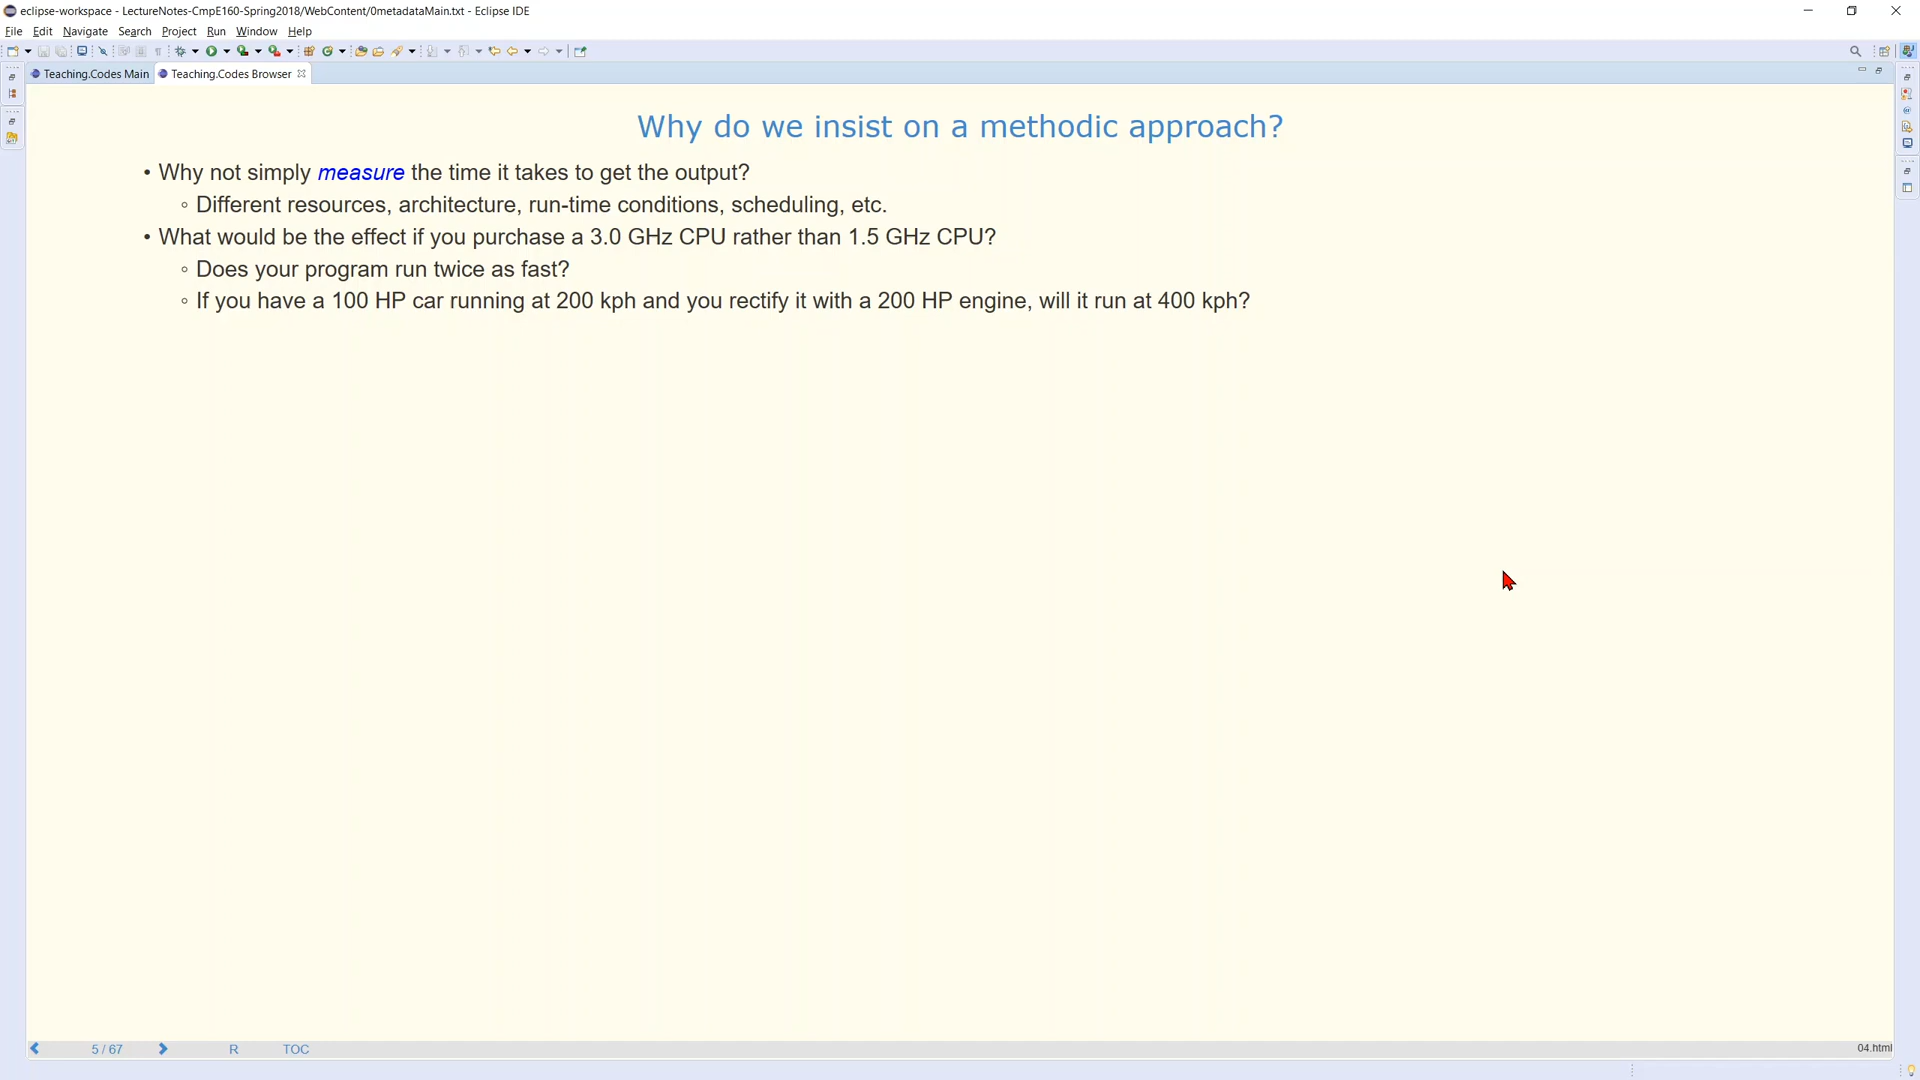 eclipse-workspace - LectureNotes-CmpE160-Spring2018/WebContent/0metadataMain.txt - Eclipse IDE
File Edit Navigate Search Project Run Window Help
Teaching.Codes Main Teaching.Codes Browser
Why do we insist on a methodic approach?
• Why not simply measure the time it takes to get the output?
◦ Different resources, architecture, run-time conditions, scheduling, etc.
• What would be the effect if you purchase a 3.0 GHz CPU rather than 1.5 GHz CPU?
◦ Does your program run twice as fast?
◦ If you have a 100 HP car running at 200 kph and you rectify it with a 200 HP engine, will it run at 400 kph?
5 / 67 R TOC 04.html